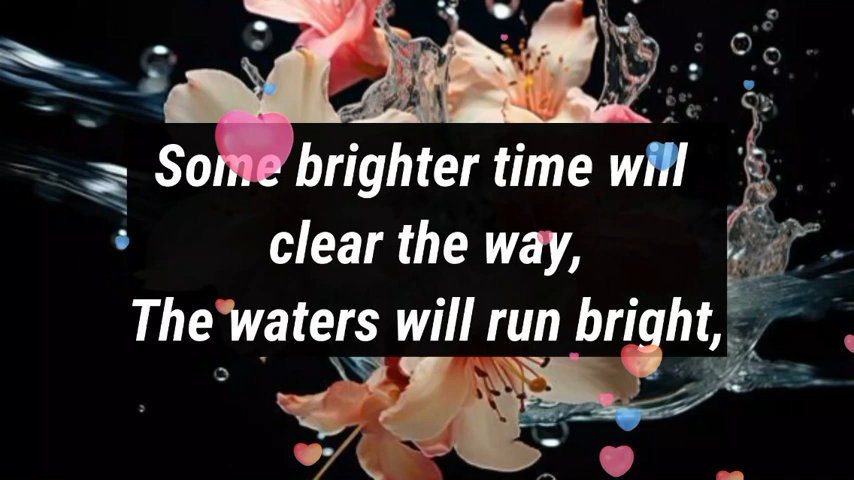 Some brighter time will
clear the way,
The waters will run bright,